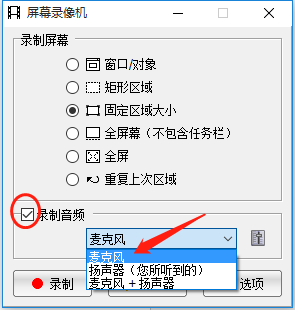 屏幕录像机
录制屏幕
窗口/对象
矩形区域
固定区域大小
全屏幕（不包含任务栏）
全屏
重复上次区域
录制音频
麦克风
麦克风
扬声器（您所听到的）
麦克风 + 扬声器
录制
选项